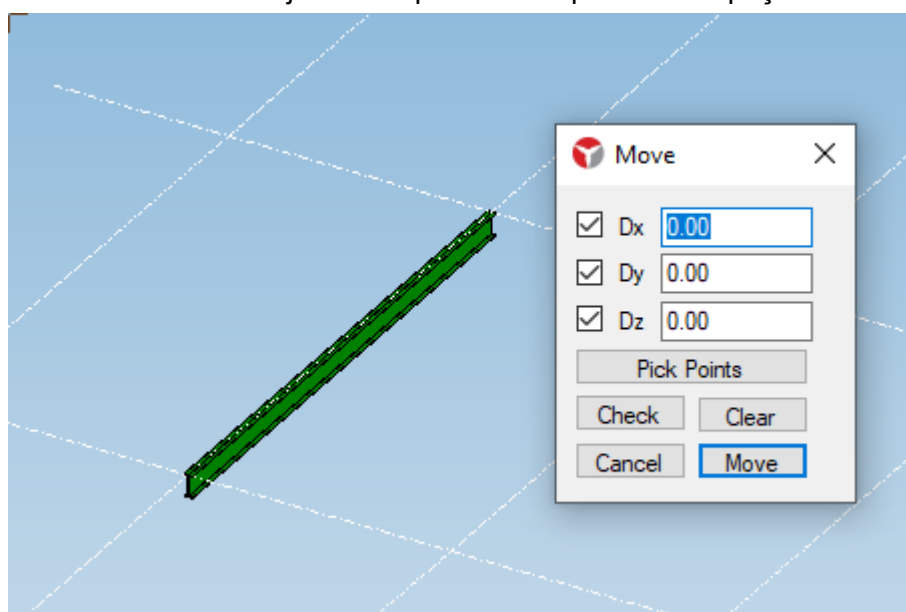 Move
Dx 0.00
Dy 0.00
Dz 0.00
Pick Points
Check Clear
Cancel Move